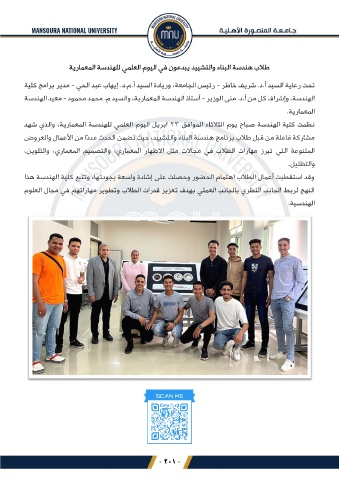 MANSOURA NATIONAL UNIVERSITY
MNU
جـامـعـة المنصـورة الأهـليـة
طلاب هندسة البناء والتشييد يبدعون في اليوم العلمي للهندسة المعمارية
تحت رعاية السيد أ.د. شريف خاطر - رئيس الجامعة، وريادة السيد أ.م.د. إيهاب عبد الحي - مدير برامج كلية
الهندسة، وإشراف كل من أ.د. منى الوزير - أستاذ الهندسة المعمارية، والسيد م. محمد محمود - معيد الهندسة
المعمارية.
نظمت كلية الهندسة صباح يوم الثلاثاء الموافق ٢٣ ابريل اليوم العلمي للهندسة المعمارية، والذي شهد
مشاركة فاعلة من قبل طلاب برنامج هندسة البناء والتشييد، حيث تضمن الحدث عددًا من الأعمال والعروض
المتنوعة التي تبرز مهارات الطلاب في مجالات مثل الاظهار المعماري، والتصميم المعماري، والتلوين،
والتظليل.
وقد استقطبت أعمال الطلاب اهتمام الحضور وحصلت على إشادة واسعة بجودتها، وتتبع كلية الهندسة هذا
النهج لربط الجانب النظري بالجانب العملي بهدف تعزيز قدرات الطلاب وتطوير مهاراتهم في مجال العلوم
الهندسية.
SCAN ME
٢٠١